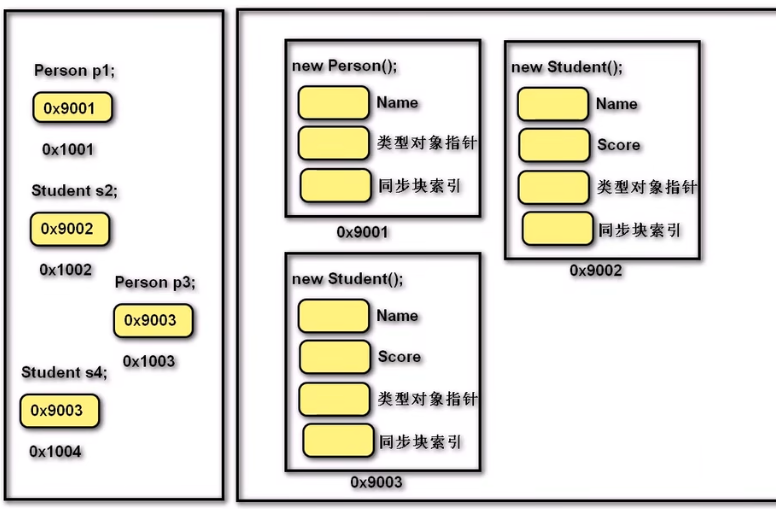 Person p1;
0x9001
0x1001
Student s2;
0x9002
0x1002
Person p3;
0x9003
0x1003
Student s4;
0x9003
0x1004
new Person();
Name
类型对象指针
同步块索引
0x9001
new Student();
Name
Score
类型对象指针
同步块索引
0x9002
new Student();
Name
Score
类型对象指针
同步块索引
0x9003